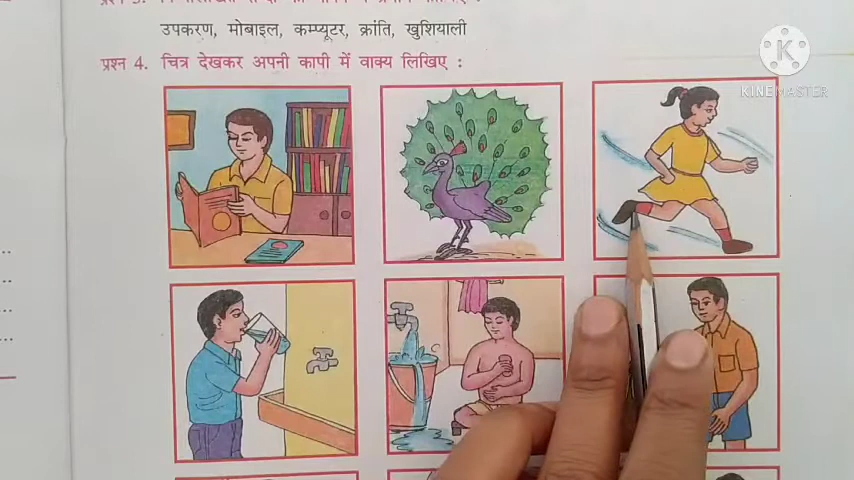 उपकरण, मोबाइल, कम्प्यूटर, क्रांति, खुशियाली
प्रश्न 4. चित्र देखकर अपनी कापी में वाक्य लिखिए :
KINEMASTER